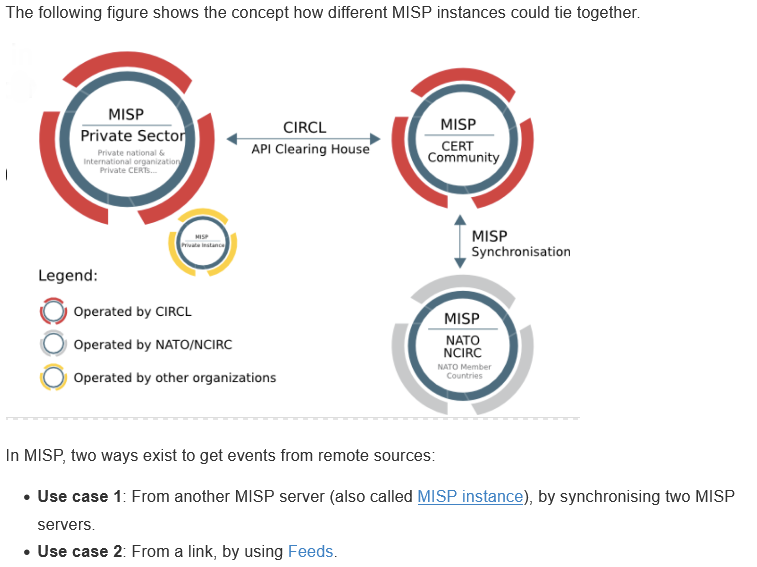 The following figure shows the concept how different MISP instances could tie together.
MISP
Private Sector
Private national &
International organization
Private CERTs...
CIRCL
API Clearing House
MISP
CERT
Community
MISP
Private Instance
MISP
Synchronisation
Legend:
Operated by CIRCL
Operated by NATO/NCIRC
Operated by other organizations
MISP
NATO
NCIRC
NATO Member
Countries
In MISP, two ways exist to get events from remote sources:
• Use case 1: From another MISP server (also called MISP instance), by synchronising two MISP
servers.
• Use case 2: From a link, by using Feeds.